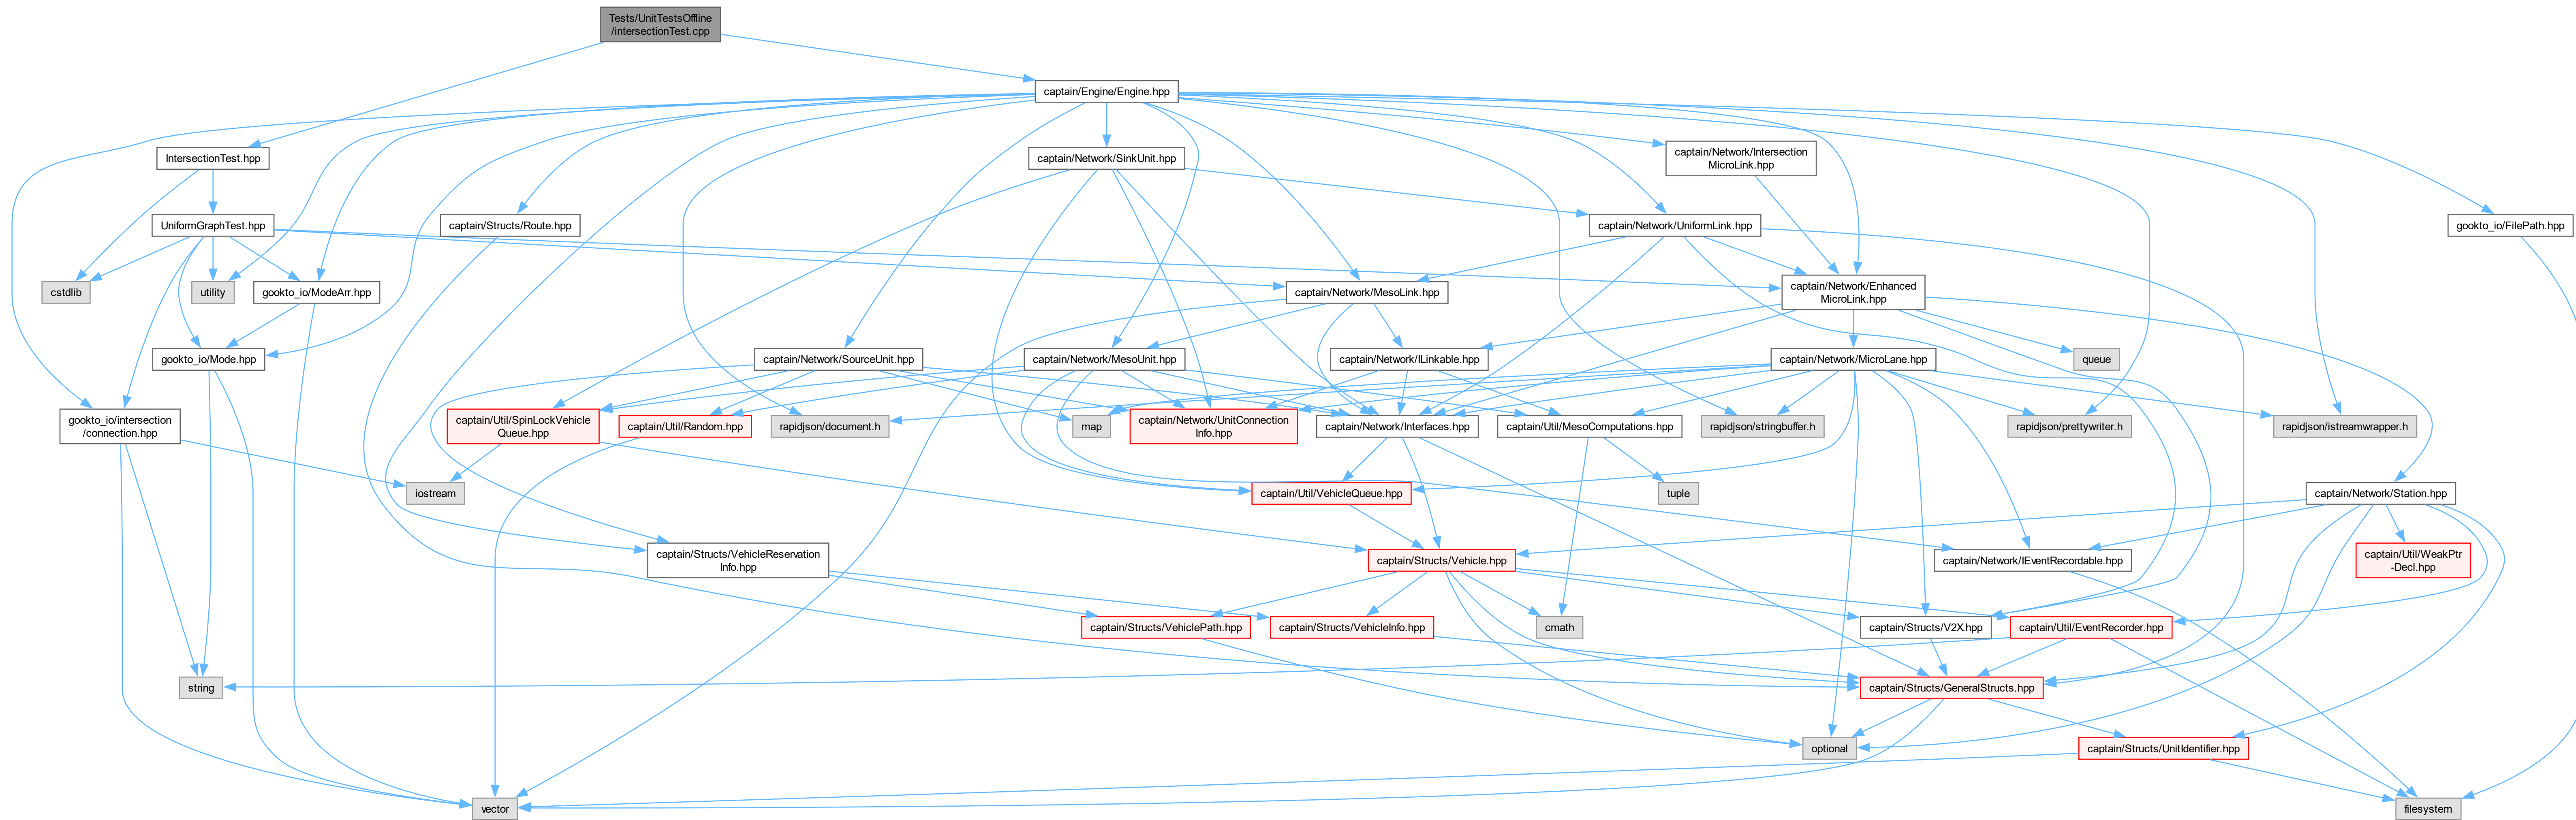 Tests/UnitTestsOffline
/intersectionTest.cpp
captain/Engine/Engine.hpp
IntersectionTest.hpp
captain/Network/SinkUnit.hpp
captain/Network/Intersection
MicroLink.hpp
UniformGraphTest.hpp
captain/Structs/Route.hpp
captain/Network/UniformLink.hpp
gookto_io/FilePath.hpp
cstdlib
utility
gookto_io/ModeArr.hpp
captain/Network/MesoLink.hpp
captain/Network/Enhanced
MicroLink.hpp
gookto_io/Mode.hpp
captain/Network/SourceUnit.hpp
captain/Network/MesoUnit.hpp
captain/Network/ILinkable.hpp
captain/Network/MicroLane.hpp
queue
gookto_io/intersection
/connection.hpp
captain/Util/SpinLockVehicle
Queue.hpp
captain/Util/Random.hpp
rapidjson/document.h
map
captain/Network/UnitConnection
Info.hpp
captain/Network/Interfaces.hpp
captain/Util/MesoComputations.hpp
rapidjson/stringbuffer.h
rapidjson/prettywriter.h
rapidjson/istreamwrapper.h
iostream
captain/Util/VehicleQueue.hpp
tuple
captain/Network/Station.hpp
captain/Structs/VehicleReservation
Info.hpp
captain/Structs/Vehicle.hpp
captain/Network/IEventRecordable.hpp
captain/Util/WeakPtr
-Decl.hpp
captain/Structs/VehiclePath.hpp
captain/Structs/VehicleInfo.hpp
cmath
captain/Structs/V2X.hpp
captain/Util/EventRecorder.hpp
string
captain/Structs/GeneralStructs.hpp
optional
captain/Structs/UnitIdentifier.hpp
vector
filesystem